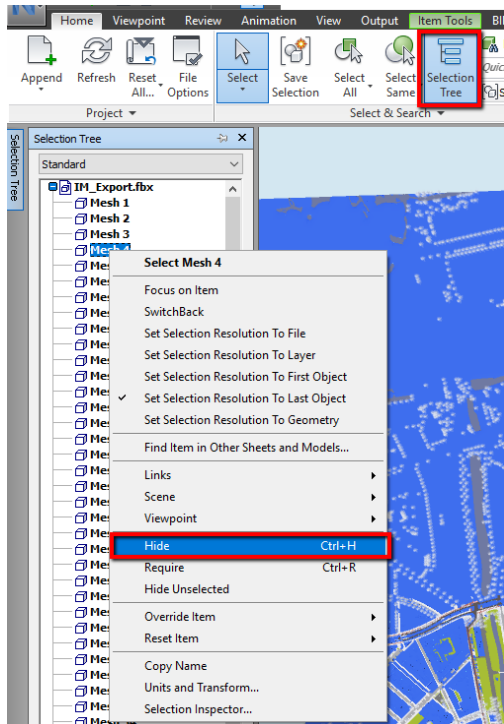 Home Viewpoint Review Animation View Output Item Tools
Append Refresh Reset All... File Options Select Save Selection Select All Select Same Selection Tree
Project Select & Search
Selection Tree
Selection Tree
Standard
IM_Export.fbx
Mesh 1
Mesh 2
Mesh 3
Mesh 4
Select Mesh 4
Focus on Item
SwitchBack
Set Selection Resolution To File
Set Selection Resolution To Layer
Set Selection Resolution To First Object
Set Selection Resolution To Last Object
Set Selection Resolution To Geometry
Find Item in Other Sheets and Models...
Links
Scene
Viewpoint
Hide Ctrl+H
Require Ctrl+R
Hide Unselected
Override Item
Reset Item
Copy Name
Units and Transform...
Selection Inspector...